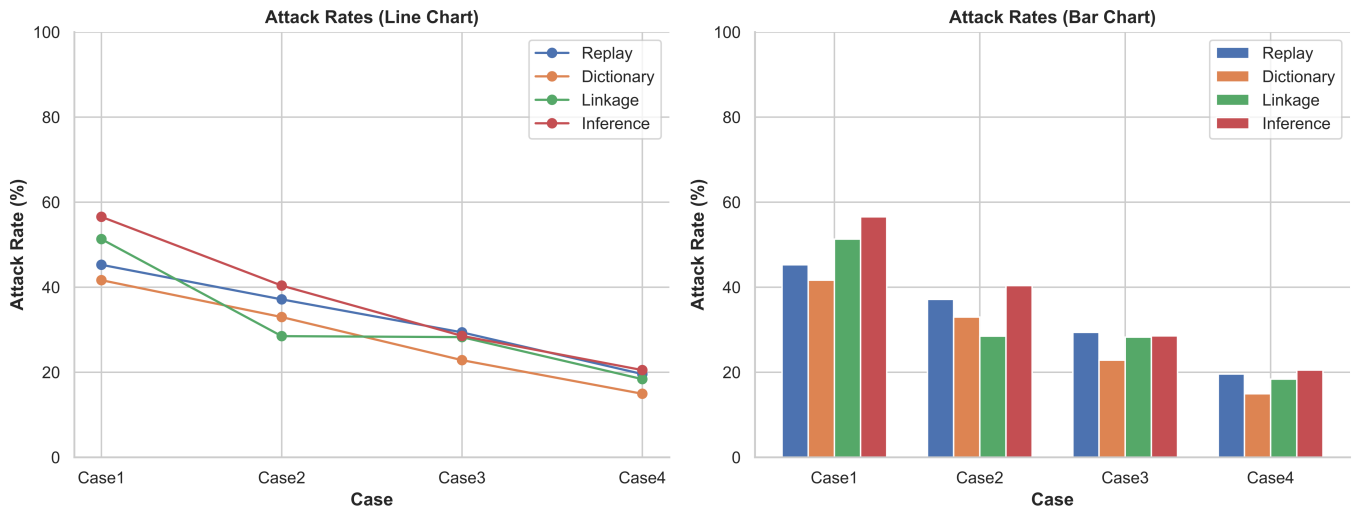 Attack Rates (Line Chart)
100
80
60
40
20
0
Attack Rate (%)
Replay
Dictionary
Linkage
Inference
Case1 Case2 Case3 Case4
Case
Attack Rates (Bar Chart)
100
80
60
40
20
0
Attack Rate (%)
Replay
Dictionary
Linkage
Inference
Case1 Case2 Case3 Case4
Case